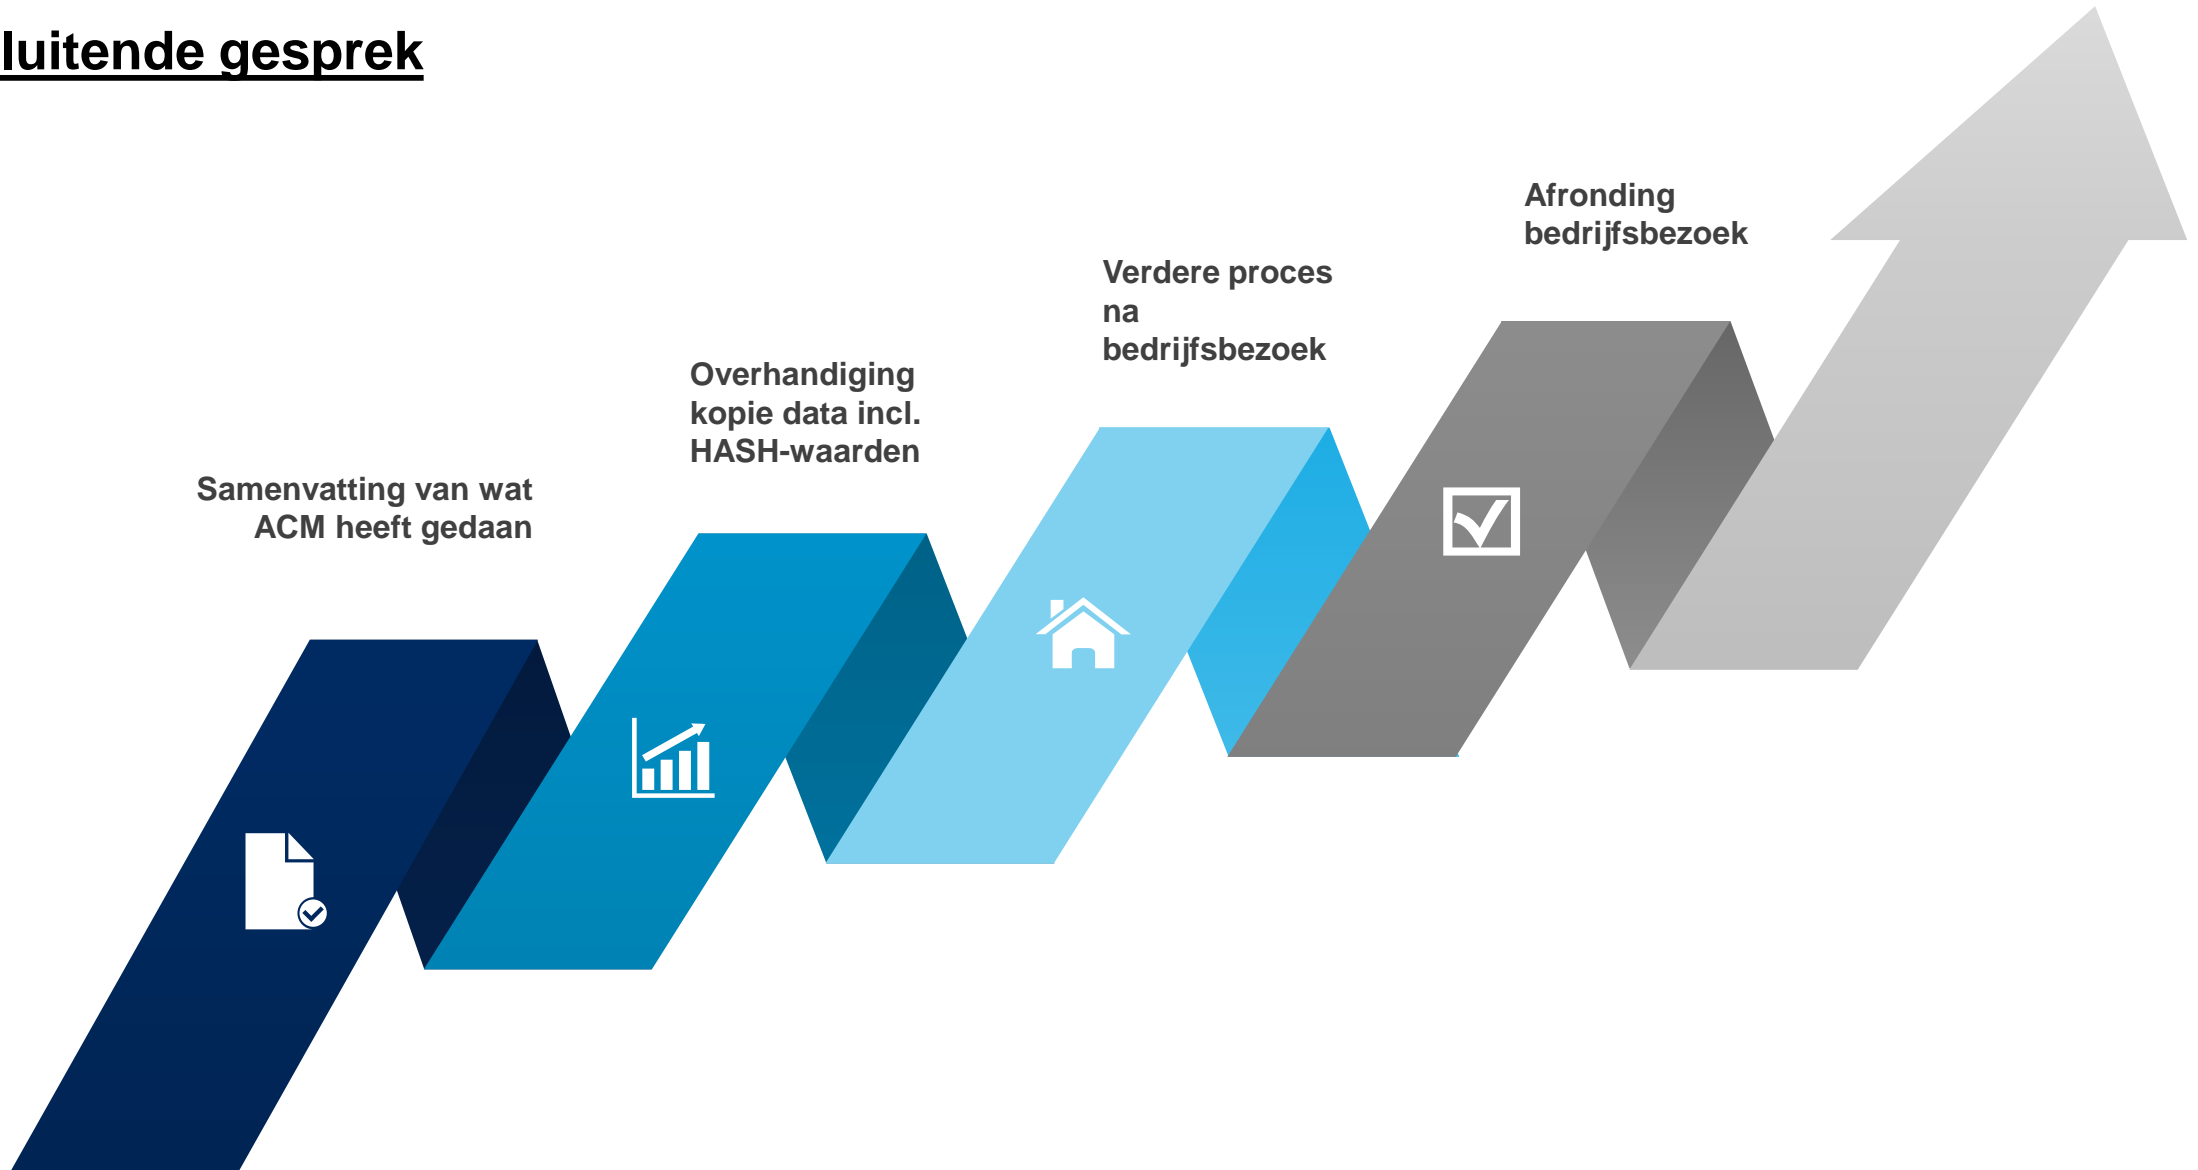 luitende gesprek
Samenvatting van wat
ACM heeft gedaan
Overhandiging
kopie data incl.
HASH-waarden
Verdere proces
na
bedrijfsbezoek
Afronding
bedrijfsbezoek